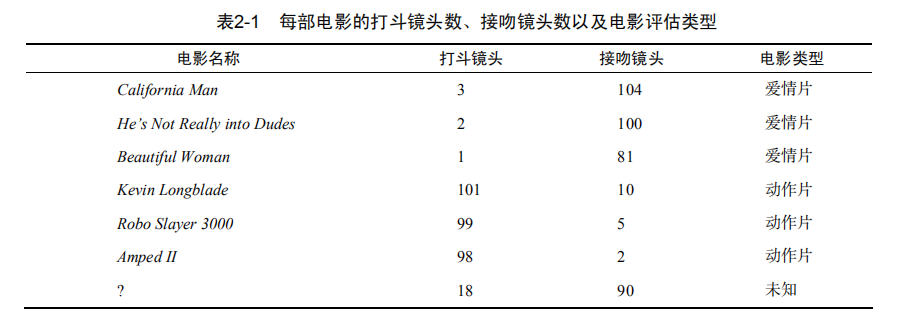 表2-1 每部电影的打斗镜头数、接吻镜头数以及电影评估类型
电影名称 打斗镜头 接吻镜头 电影类型
California Man 3 104 爱情片
He's Not Really into Dudes 2 100 爱情片
Beautiful Woman 1 81 爱情片
Kevin Longblade 101 10 动作片
Robo Slayer 3000 99 5 动作片
Amped II 98 2 动作片
? 18 90 未知